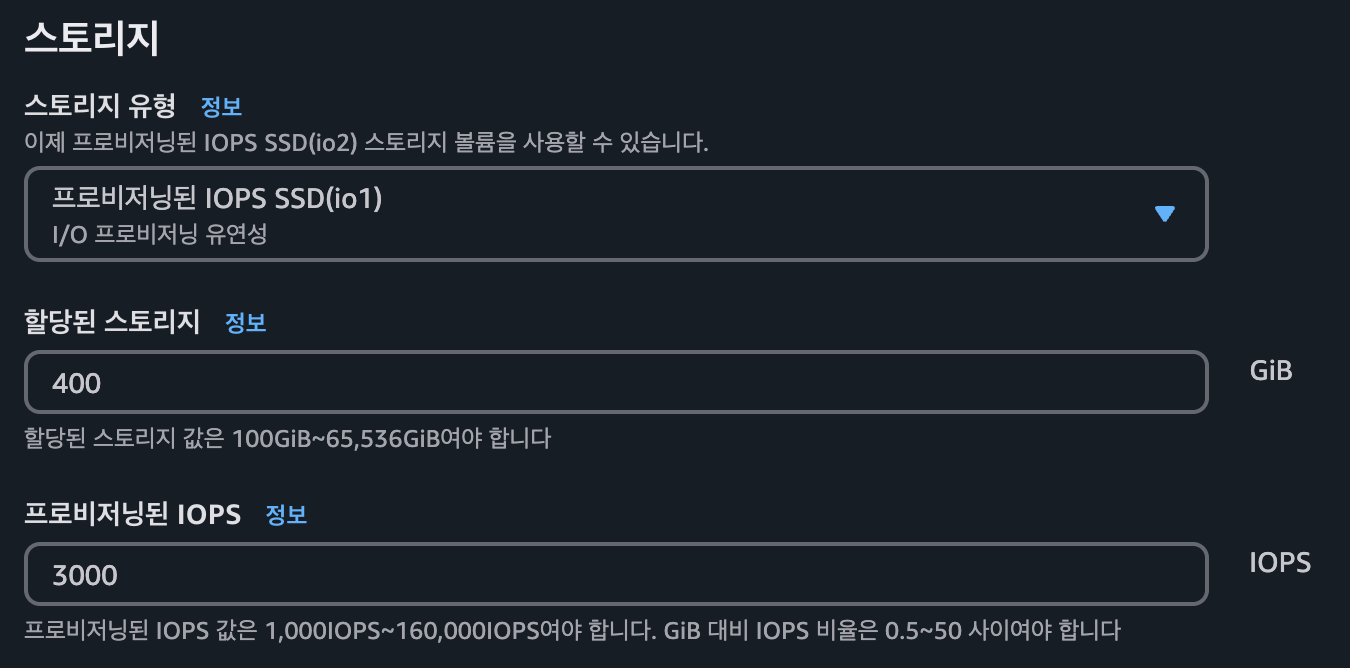 스토리지
스토리지 유형 정보
이제 프로비저닝된 IOPS SSD(io2) 스토리지 볼륨을 사용할 수 있습니다.
프로비저닝된 IOPS SSD(io1)
I/O 프로비저닝 유연성
할당된 스토리지 정보
400 GiB
할당된 스토리지 값은 100GiB~65,536GiB여야 합니다
프로비저닝된 IOPS 정보
3000 IOPS
프로비저닝된 IOPS 값은 1,000IOPS~160,000IOPS여야 합니다. GiB 대비 IOPS 비율은 0.5~50 사이여야 합니다